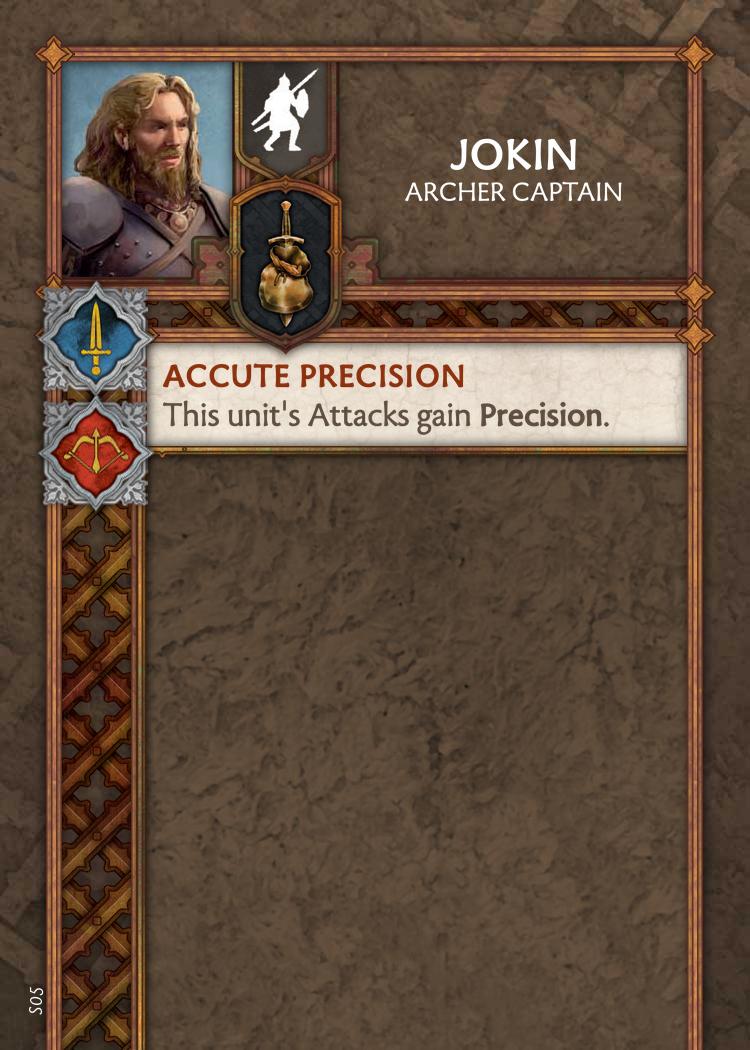 JOKIN
ARCHER CAPTAIN
ACCUTE PRECISION
This unit's Attacks gain Precision.
S05